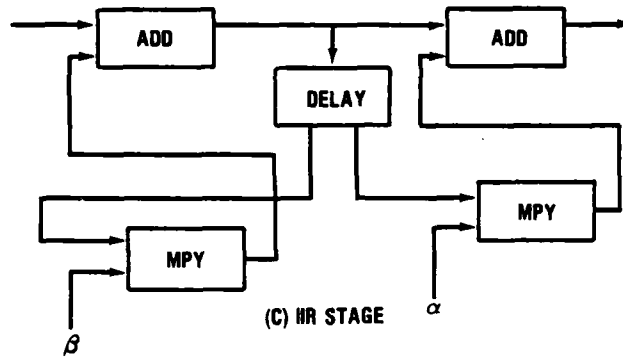 ADD
ADD
DELAY
MPY
MPY
(C) IIR STAGE
α
β